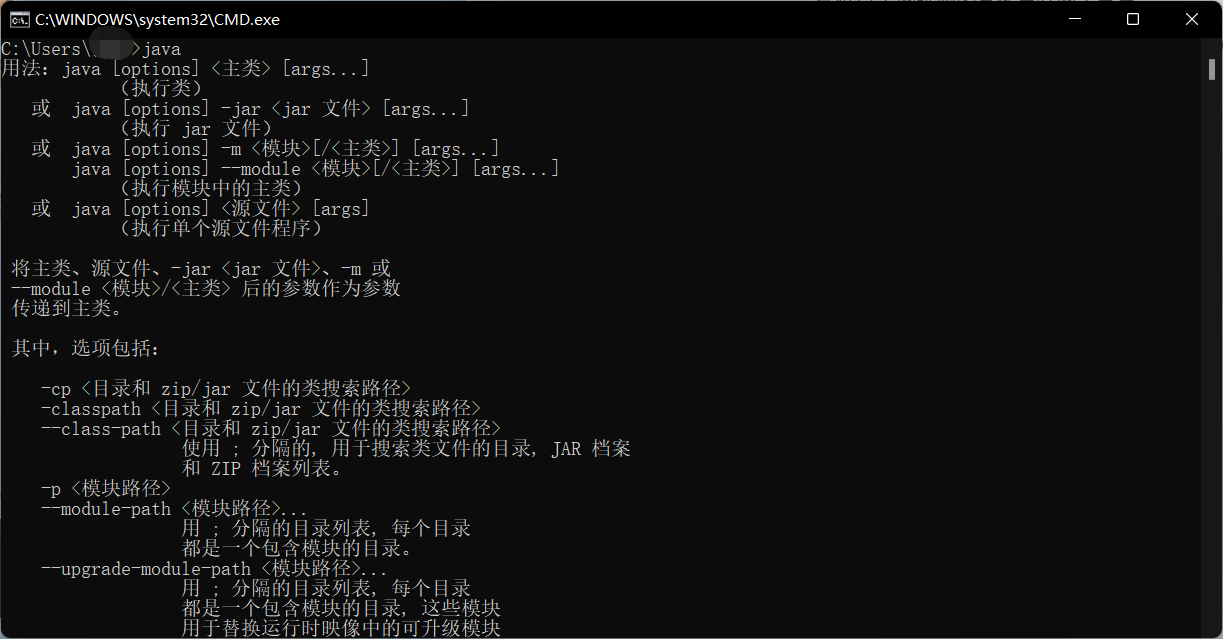 C:\WINDOWS\system32\CMD.exe
C:\Users\ >java
用法：java [options] <主类> [args...]
（执行类）
或 java [options] -jar <jar 文件> [args...]
（执行 jar 文件）
或 java [options] -m <模块>[/<主类>] [args...]
java [options] --module <模块>[/<主类>] [args...]
（执行模块中的主类）
或 java [options] <源文件> [args]
（执行单个源文件程序）
将主类、源文件、-jar <jar 文件>、-m 或
--module <模块>/<主类> 后的参数作为参数
传递到主类。
其中，选项包括：
-cp <目录和 zip/jar 文件的类搜索路径>
-classpath <目录和 zip/jar 文件的类搜索路径>
--class-path <目录和 zip/jar 文件的类搜索路径>
使用 ; 分隔的, 用于搜索类文件的目录, JAR 档案
和 ZIP 档案列表。
-p <模块路径>
--module-path <模块路径>...
用 ; 分隔的目录列表, 每个目录
都是一个包含模块的目录。
--upgrade-module-path <模块路径>...
用 ; 分隔的目录列表, 每个目录
都是一个包含模块的目录, 这些模块
用于替换运行时映像中的可升级模块